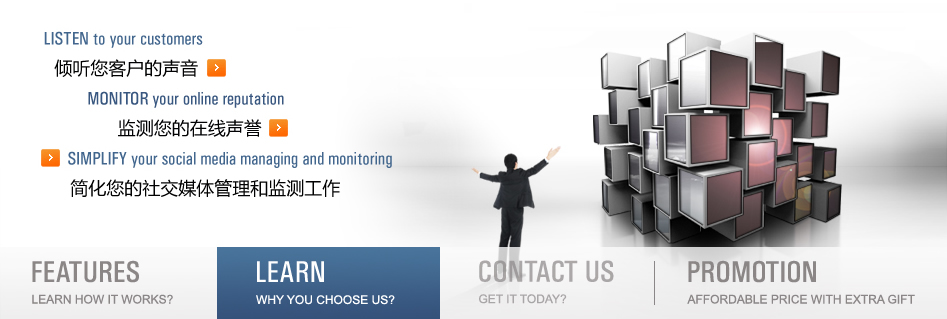 LISTEN to your customers
倾听您客户的声音
MONITOR your online reputation
监测您的在线声誉
SIMPLIFY your social media managing and monitoring
简化您的社交媒体管理和监测工作
FEATURES
LEARN HOW IT WORKS?
LEARN
WHY YOU CHOOSE US?
CONTACT US
GET IT TODAY?
PROMOTION
AFFORDABLE PRICE WITH EXTRA GIFT